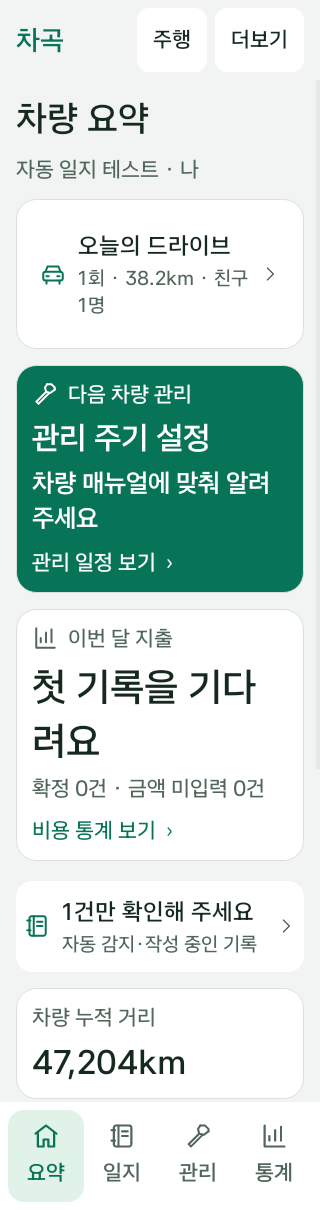 차곡
주행
더보기
차량 요약
자동 일지 테스트 · 나
오늘의 드라이브
1회 · 38.2km · 친구
1명
다음 차량 관리
관리 주기 설정
차량 매뉴얼에 맞춰 알려
주세요
관리 일정 보기 ›
이번 달 지출
첫 기록을 기다
려요
확정 0건 · 금액 미입력 0건
비용 통계 보기 ›
1건만 확인해 주세요
자동 감지·작성 중인 기록
차량 누적 거리
47,204km
요약
일지
관리
통계